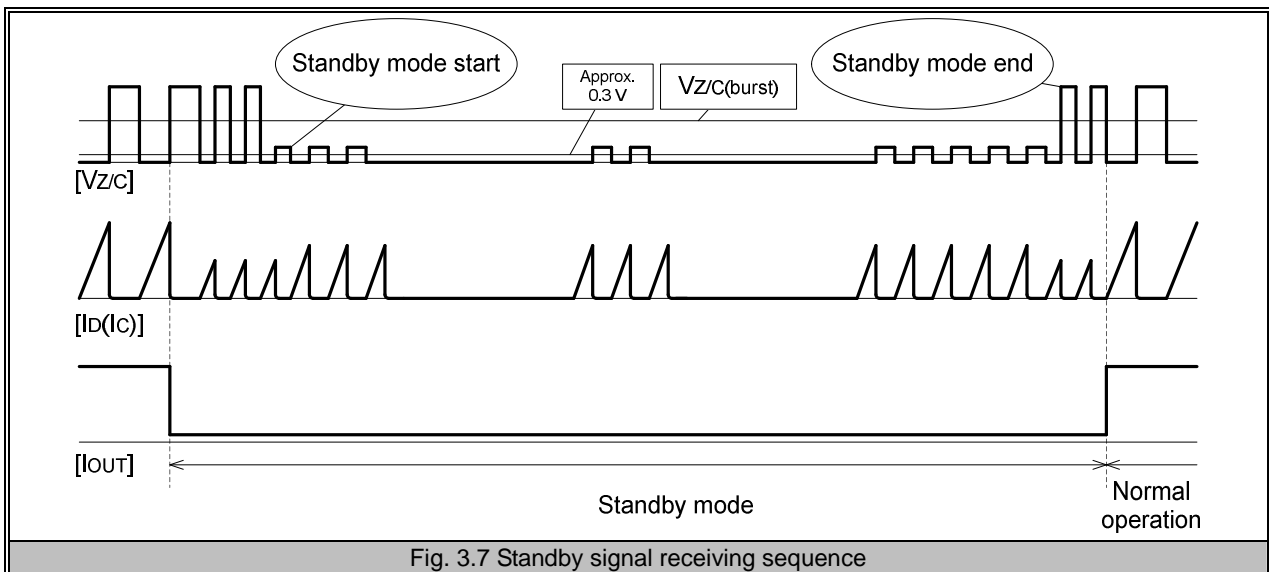 Standby mode start
Approx.
0.3 V
VZ/C(burst)
Standby mode end
[VZ/C]
[ID(IC)]
[IOUT]
Standby mode
Normal
operation
Fig. 3.7 Standby signal receiving sequence